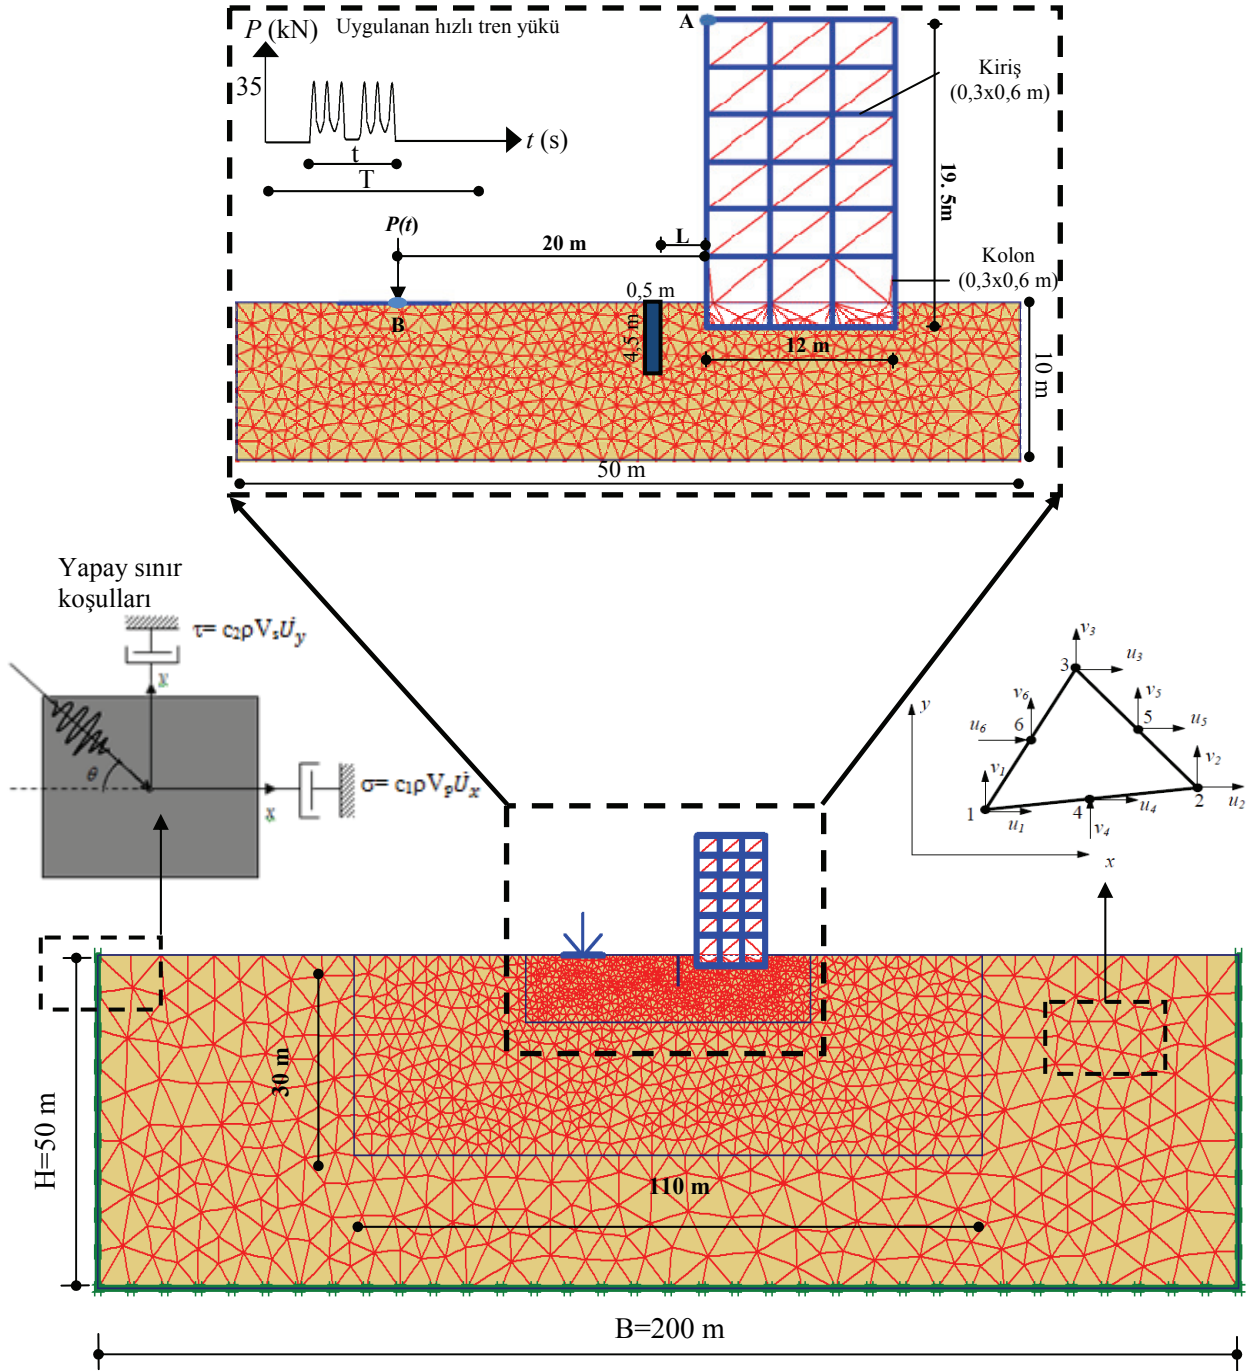 P (kN)
Uygulanan hızlı tren yükü
35
t (s)
t
T
A
Kiriş
(0,3x0,6 m)
19. 5m
P(t)
20 m
L
Kolon
(0,3x0,6 m)
B
0,5 m
4,5 m
12 m
10 m
50 m
Yapay sınır
koşulları
τ= c₂ρVₛU̇y
y
θ
x
σ= c₁ρVₚU̇x
y
v3
3
u3
v6
v5
u6
6
5
u5
v1
v2
1
u1
4
u4
v4
2
u2
x
30 m
H=50 m
110 m
B=200 m